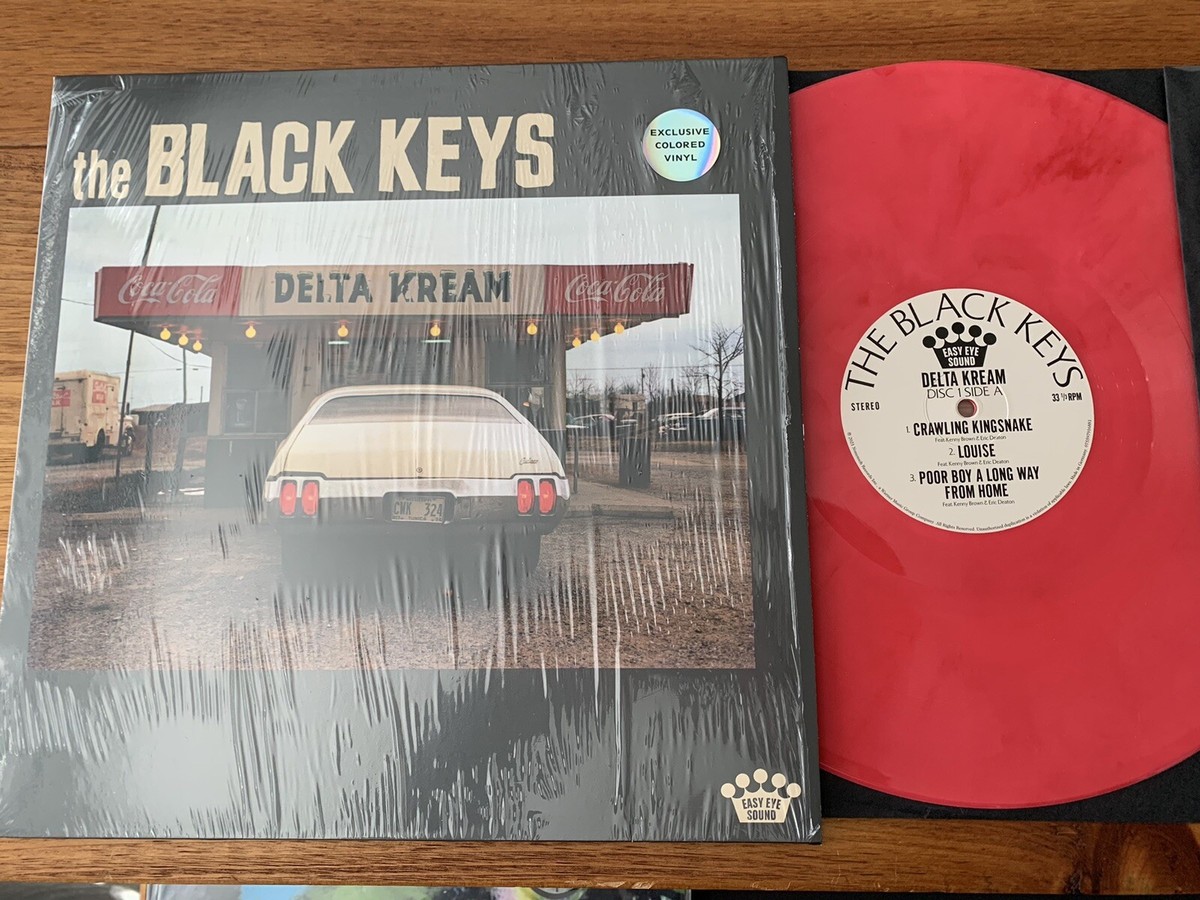 the BLACK KEYS
EXCLUSIVE
COLORED
VINYL
Coca-Cola
DELTA KREAM
Coca-Cola
CWK 324
EASY EYE
SOUND
THE BLACK KEYS
EASY EYE
SOUND
DELTA KREAM
DISC 1 SIDE A
STEREO
33 1/3 RPM
1. CRAWLING KINGSNAKE
Feat. Kenny Brown & Eric Deaton
2. LOUISE
Feat. Kenny Brown & Eric Deaton
3. POOR BOY A LONG WAY
FROM HOME
Feat. Kenny Brown & Eric Deaton